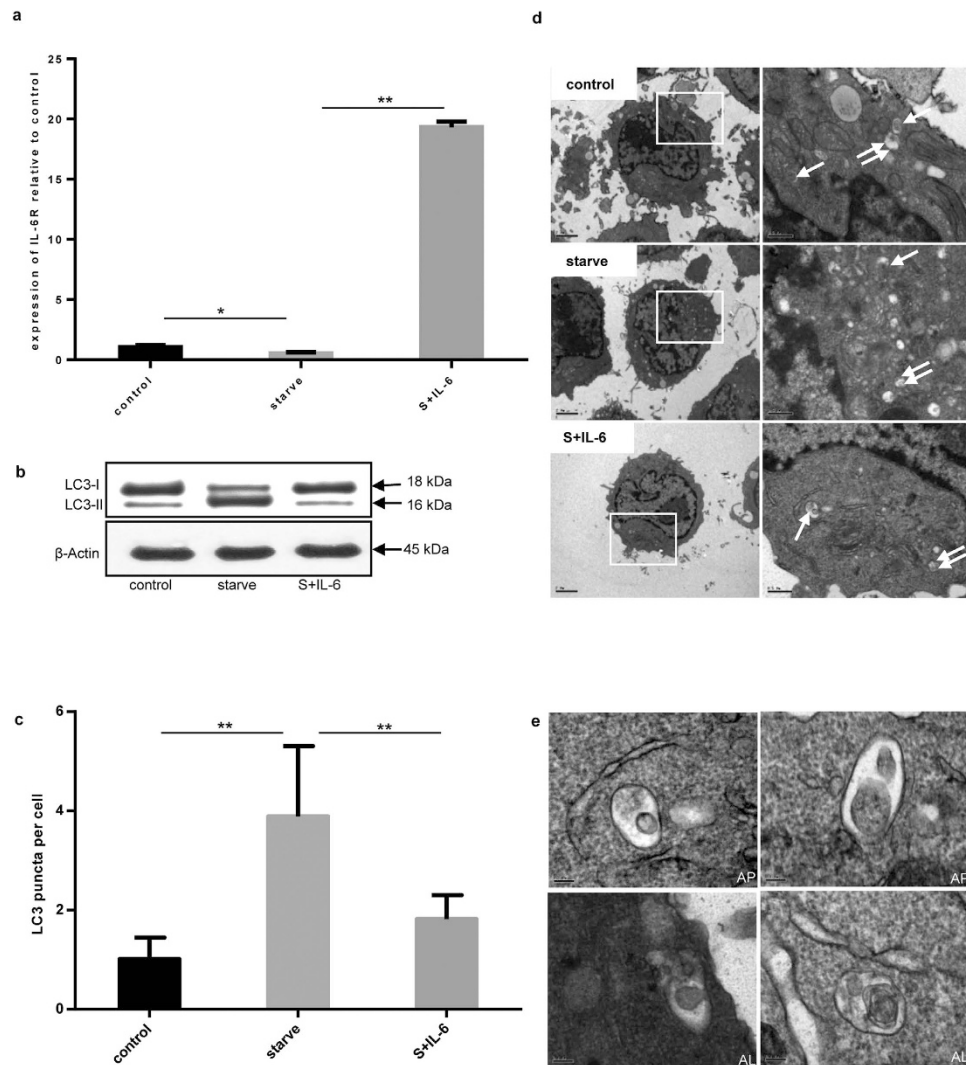 a
expression of IL-6R relative to control
25
20
15
10
5
0
*
**
control
starve
S+IL-6
b
LC3-I
LC3-II
18 kDa
16 kDa
β-Actin
45 kDa
control
starve
S+IL-6
c
LC3 puncta per cell
6
4
2
0
**
**
control
starve
S+IL-6
d
control
starve
S+IL-6
e
AP
AP
AL
AL